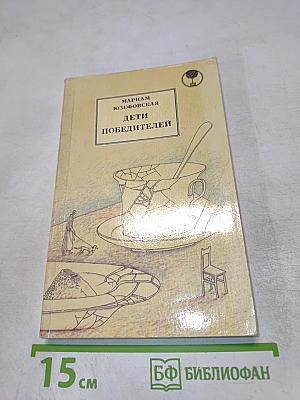 МАРИАМ
ЮЗЕФОВСКАЯ
ДЕТИ
ПОБЕДИТЕЛЕЙ
15 см
БФ БИБЛИОФАН